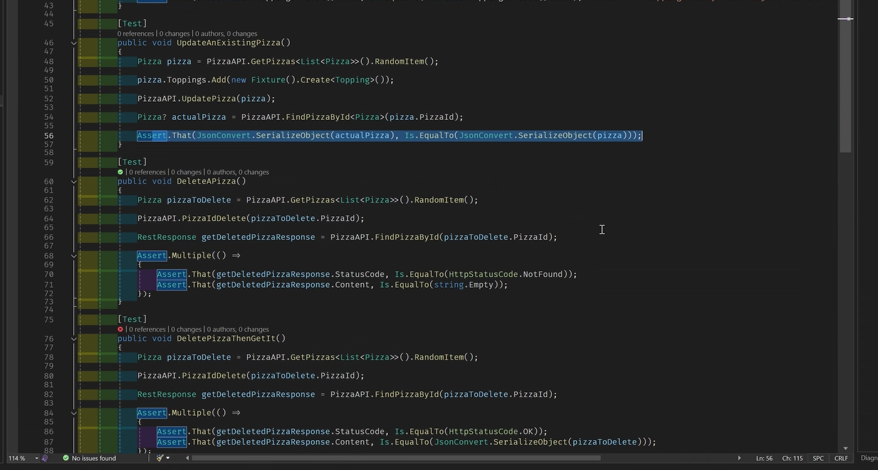 43 }
44
45 [Test]
0 references | 0 changes | 0 authors, 0 changes
46 public void UpdateAnExistingPizza()
47 {
48 Pizza pizza = PizzaAPI.GetPizzas<List<Pizza>>().RandomItem();
49
50 pizza.Toppings.Add(new Fixture().Create<Topping>());
51
52 PizzaAPI.UpdatePizza(pizza);
53
54 Pizza? actualPizza = PizzaAPI.FindPizzaById<Pizza>(pizza.PizzaId);
55
56 Assert.That(JsonConvert.SerializeObject(actualPizza), Is.EqualTo(JsonConvert.SerializeObject(pizza)));
57 }
58
59 [Test]
0 references | 0 changes | 0 authors, 0 changes
60 public void DeleteAPizza()
61 {
62 Pizza pizzaToDelete = PizzaAPI.GetPizzas<List<Pizza>>().RandomItem();
63
64 PizzaAPI.PizzaIdDelete(pizzaToDelete.PizzaId);
65
66 RestResponse getDeletedPizzaResponse = PizzaAPI.FindPizzaById(pizzaToDelete.PizzaId);
67
68 Assert.Multiple(() =>
69 {
70 Assert.That(getDeletedPizzaResponse.StatusCode, Is.EqualTo(HttpStatusCode.NotFound));
71 Assert.That(getDeletedPizzaResponse.Content, Is.EqualTo(string.Empty));
72 });
73 }
74
75 [Test]
0 references | 0 changes | 0 authors, 0 changes
76 public void DeletePizzaThenGetIt()
77 {
78 Pizza pizzaToDelete = PizzaAPI.GetPizzas<List<Pizza>>().RandomItem();
79
80 PizzaAPI.PizzaIdDelete(pizzaToDelete.PizzaId);
81
82 RestResponse getDeletedPizzaResponse = PizzaAPI.FindPizzaById(pizzaToDelete.PizzaId);
83
84 Assert.Multiple(() =>
85 {
86 Assert.That(getDeletedPizzaResponse.StatusCode, Is.EqualTo(HttpStatusCode.OK));
87 Assert.That(getDeletedPizzaResponse.Content, Is.EqualTo(JsonConvert.SerializeObject(pizzaToDelete)));
88 });
114 % No issues found Ln: 56 Ch: 115 SPC CRLF Diagn